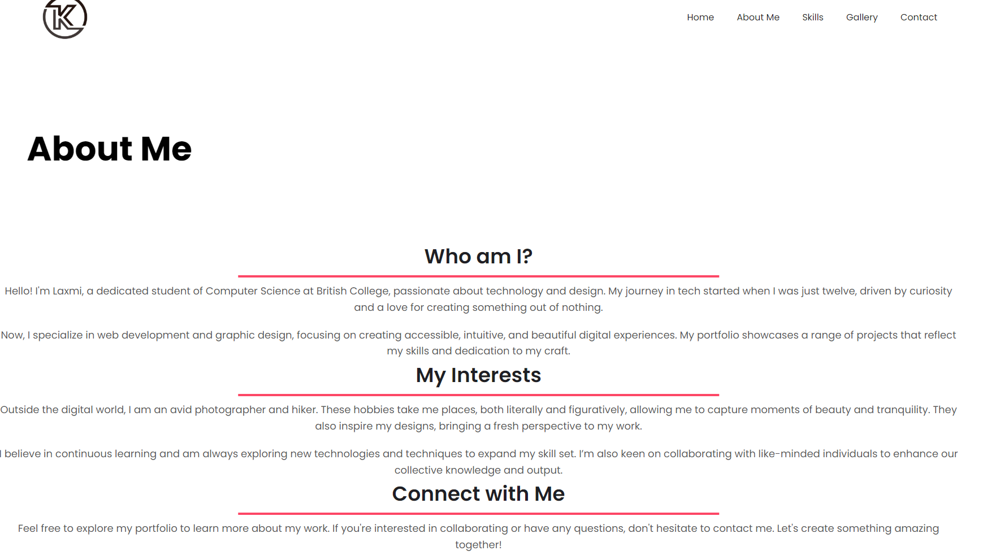 K
Home About Me Skills Gallery Contact
About Me
Who am I?
Hello! I'm Laxmi, a dedicated student of Computer Science at British College, passionate about technology and design. My journey in tech started when I was just twelve, driven by curiosity
and a love for creating something out of nothing.
Now, I specialize in web development and graphic design, focusing on creating accessible, intuitive, and beautiful digital experiences. My portfolio showcases a range of projects that reflect
my skills and dedication to my craft.
My Interests
Outside the digital world, I am an avid photographer and hiker. These hobbies take me places, both literally and figuratively, allowing me to capture moments of beauty and tranquility. They
also inspire my designs, bringing a fresh perspective to my work.
I believe in continuous learning and am always exploring new technologies and techniques to expand my skill set. I’m also keen on collaborating with like-minded individuals to enhance our
collective knowledge and output.
Connect with Me
Feel free to explore my portfolio to learn more about my work. If you're interested in collaborating or have any questions, don't hesitate to contact me. Let's create something amazing
together!